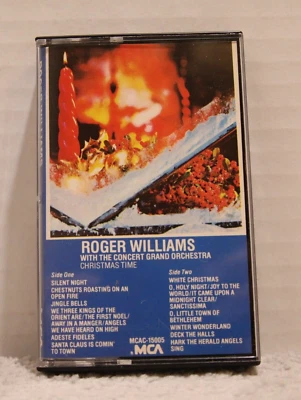 ROGER WILLIAMS
WITH THE CONCERT GRAND ORCHESTRA
CHRISTMAS TIME
Side One
SILENT NIGHT
CHESTNUTS ROASTING ON AN
OPEN FIRE
JINGLE BELLS
WE THREE KINGS OF THE
ORIENT ARE/THE FIRST NOEL/
AWAY IN A MANGER/ANGELS
WE HAVE HEARD ON HIGH
ADESTE FIDELES
SANTA CLAUS IS COMIN'
TO TOWN
MCAC-15005
MCA
Side Two
WHITE CHRISTMAS
O, HOLY NIGHT/JOY TO THE
WORLD/IT CAME UPON A
MIDNIGHT CLEAR/
SANCTISSIMA
O, LITTLE TOWN OF
BETHLEHEM
WINTER WONDERLAND
DECK THE HALLS
HARK THE HERALD ANGELS
SING